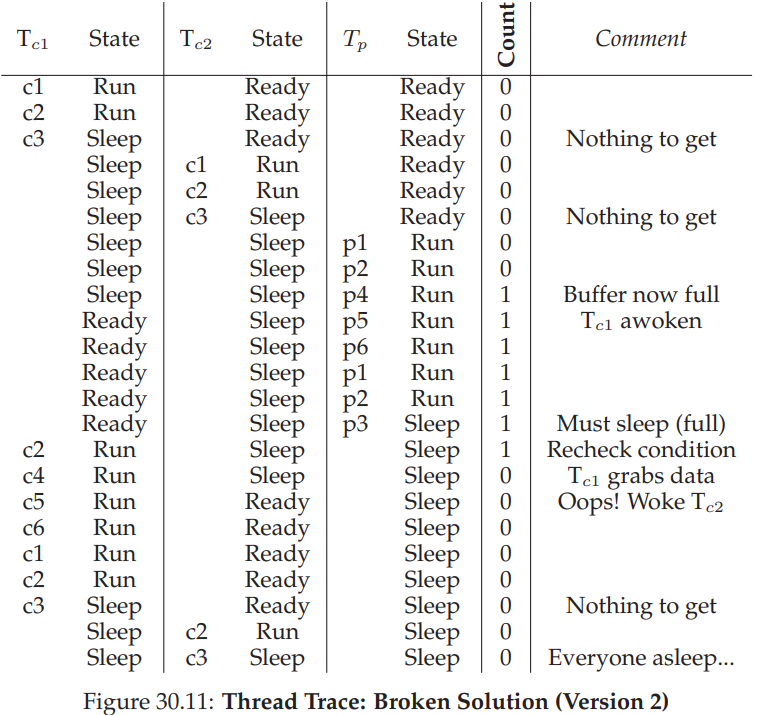 T_c1 State T_c2 State T_p State Count Comment
c1 Run Ready Ready 0
c2 Run Ready Ready 0
c3 Sleep Ready Ready 0 Nothing to get
Sleep c1 Run Ready 0
Sleep c2 Run Ready 0
Sleep c3 Sleep Ready 0 Nothing to get
Sleep Sleep p1 Run 0
Sleep Sleep p2 Run 0
Sleep Sleep p4 Run 1 Buffer now full
Ready Sleep p5 Run 1 T_c1 awoken
Ready Sleep p6 Run 1
Ready Sleep p1 Run 1
Ready Sleep p2 Run 1
Ready Sleep p3 Sleep 1 Must sleep (full)
c2 Run Sleep Sleep 1 Recheck condition
c4 Run Sleep Sleep 0 T_c1 grabs data
c5 Run Ready Sleep 0 Oops! Woke T_c2
c6 Run Ready Sleep 0
c1 Run Ready Sleep 0
c2 Run Ready Sleep 0
c3 Sleep Ready Sleep 0 Nothing to get
Sleep c2 Run Sleep 0
Sleep c3 Sleep Sleep 0 Everyone asleep...
Figure 30.11: Thread Trace: Broken Solution (Version 2)